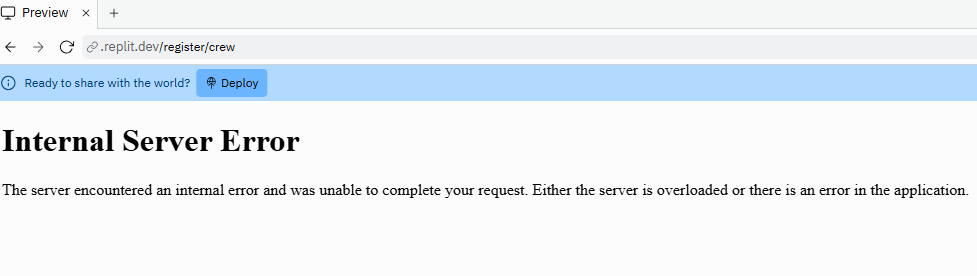 Preview
.replit.dev/register/crew
Ready to share with the world? Deploy
Internal Server Error
The server encountered an internal error and was unable to complete your request. Either the server is overloaded or there is an error in the application.